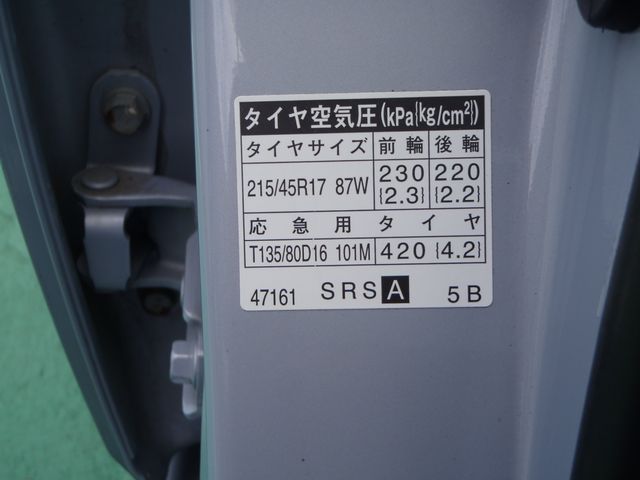 タイヤ空気圧(kPa{kg/cm²})
タイヤサイズ 前輪 後輪
215/45R17 87W 230 {2.3} 220 {2.2}
応急用タイヤ
T135/80D16 101M 420 {4.2}
47161 SRS A 5B